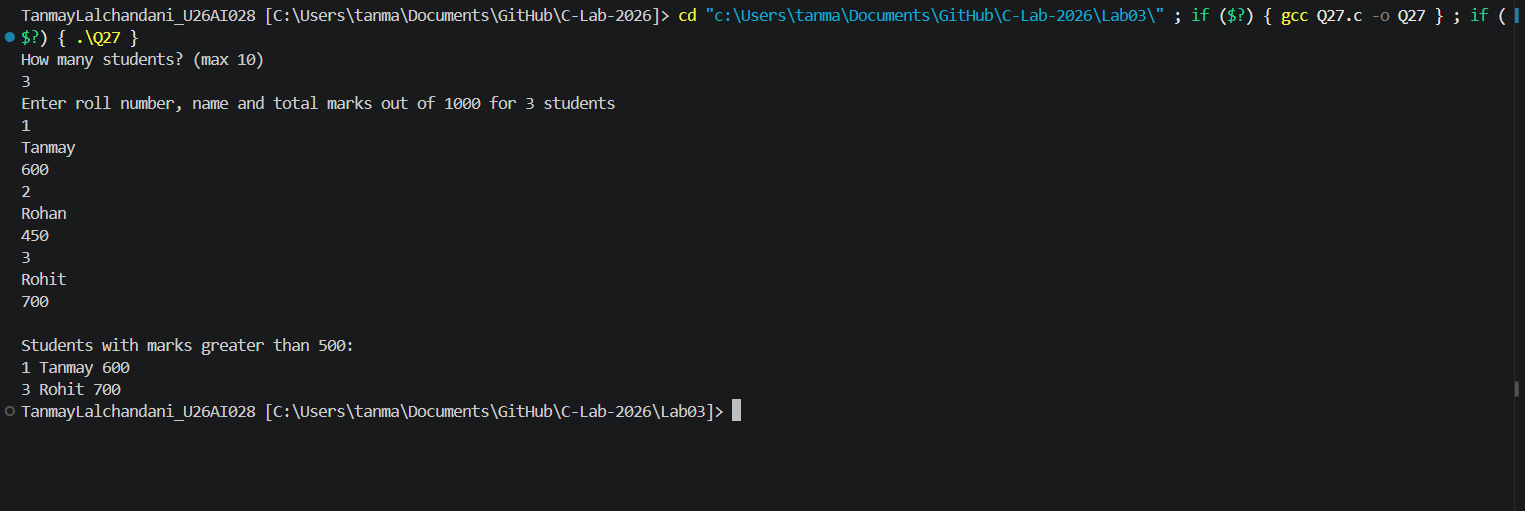 TanmayLalchandani_U26AI028 [C:\Users\tanma\Documents\GitHub\C-Lab-2026]> cd "c:\Users\tanma\Documents\GitHub\C-Lab-2026\Lab03\" ; if ($?) { gcc Q27.c -o Q27 } ; if (
$?) { .\Q27 }
How many students? (max 10)
3
Enter roll number, name and total marks out of 1000 for 3 students
1
Tanmay
600
2
Rohan
450
3
Rohit
700

Students with marks greater than 500:
1 Tanmay 600
3 Rohit 700
TanmayLalchandani_U26AI028 [C:\Users\tanma\Documents\GitHub\C-Lab-2026\Lab03]>